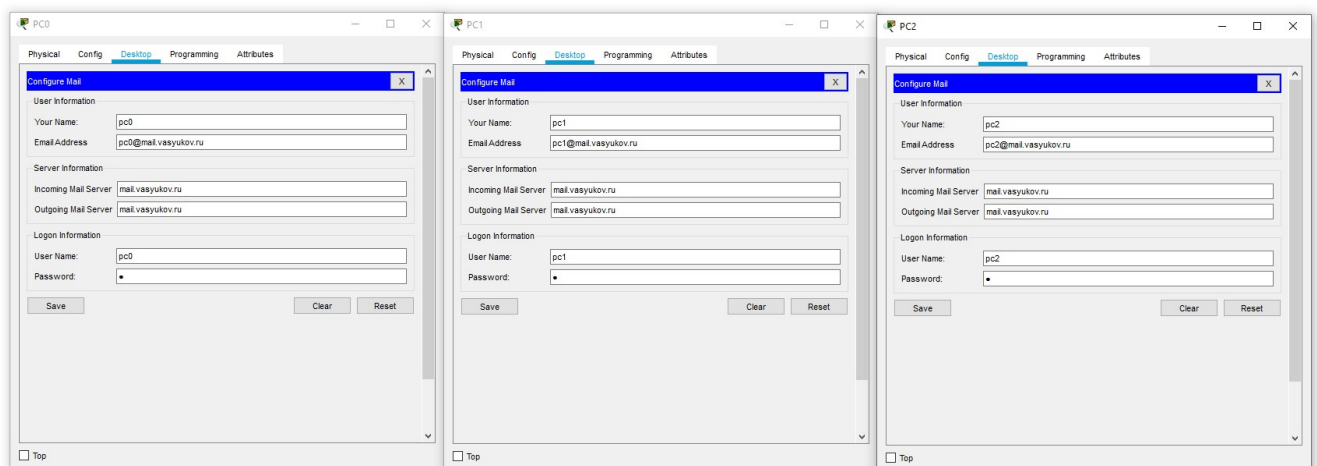 PC0
Physical Config Desktop Programming Attributes
Configure Mail X
User Information
Your Name: pc0
Email Address pc0@mail.vasyukov.ru
Server Information
Incoming Mail Server mail.vasyukov.ru
Outgoing Mail Server mail.vasyukov.ru
Logon Information
User Name: pc0
Password: •
Save Clear Reset
Top
PC1
Physical Config Desktop Programming Attributes
Configure Mail X
User Information
Your Name: pc1
Email Address pc1@mail.vasyukov.ru
Server Information
Incoming Mail Server mail.vasyukov.ru
Outgoing Mail Server mail.vasyukov.ru
Logon Information
User Name: pc1
Password: •
Save Clear Reset
Top
PC2
Physical Config Desktop Programming Attributes
Configure Mail X
User Information
Your Name: pc2
Email Address pc2@mail.vasyukov.ru
Server Information
Incoming Mail Server mail.vasyukov.ru
Outgoing Mail Server mail.vasyukov.ru
Logon Information
User Name: pc2
Password: •
Save Clear Reset
Top